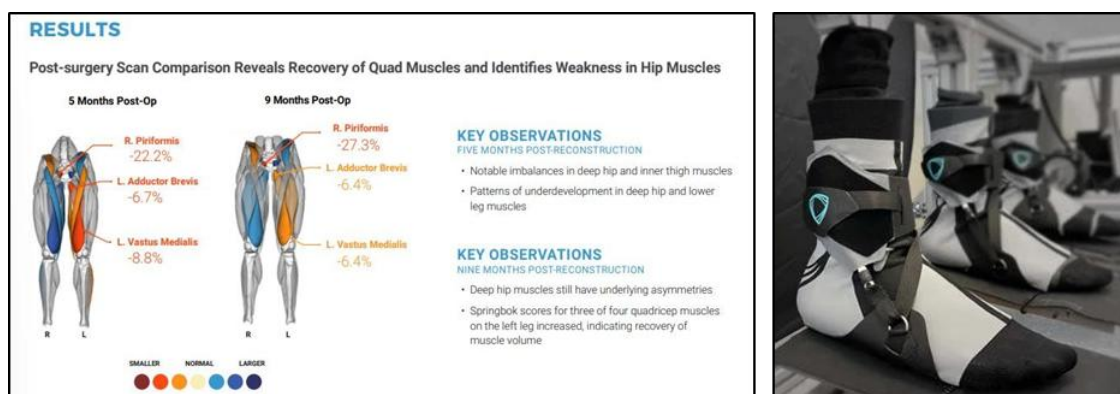 RESULTS
Post-surgery Scan Comparison Reveals Recovery of Quad Muscles and Identifies Weakness in Hip Muscles
5 Months Post-Op
R. Piriformis
-22.2%
L. Adductor Brevis
-6.7%
L. Vastus Medialis
-8.8%
R L
9 Months Post-Op
R. Piriformis
-27.3%
L. Adductor Brevis
-6.4%
L. Vastus Medialis
-6.4%
R L
SMALLER NORMAL LARGER
KEY OBSERVATIONS
FIVE MONTHS POST-RECONSTRUCTION
• Notable imbalances in deep hip and inner thigh muscles
• Patterns of underdevelopment in deep hip and lower
leg muscles
KEY OBSERVATIONS
NINE MONTHS POST-RECONSTRUCTION
• Deep hip muscles still have underlying asymmetries
• Springbok scores for three of four quadricep muscles
on the left leg increased, indicating recovery of
muscle volume